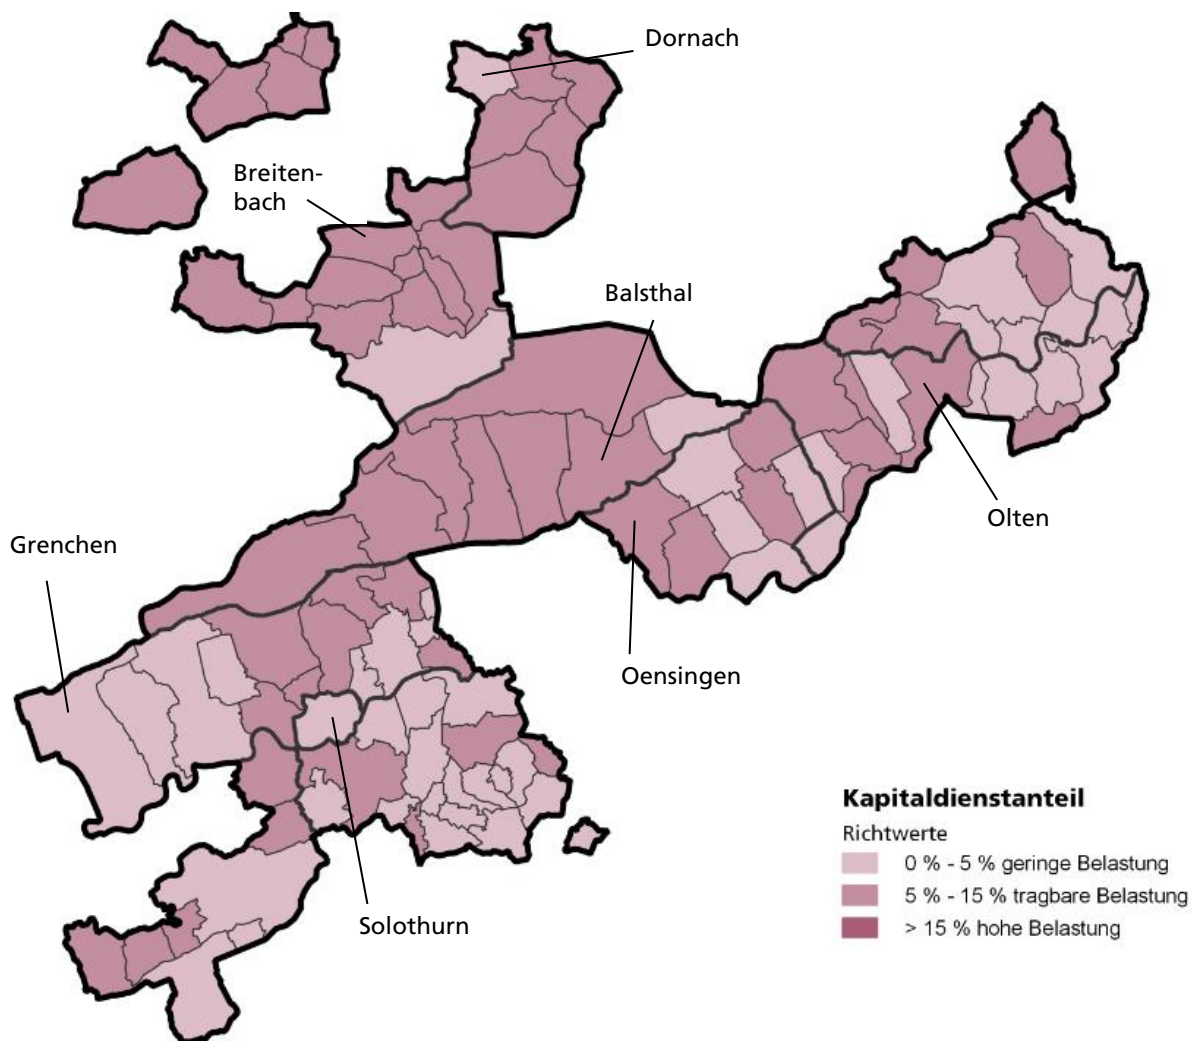 Dornach
Breiten-
bach
Balsthal
Olten
Grenchen
Oensingen
Solothurn
Kapitaldienstanteil
Richtwerte
0 % - 5 % geringe Belastung
5 % - 15 % tragbare Belastung
> 15 % hohe Belastung